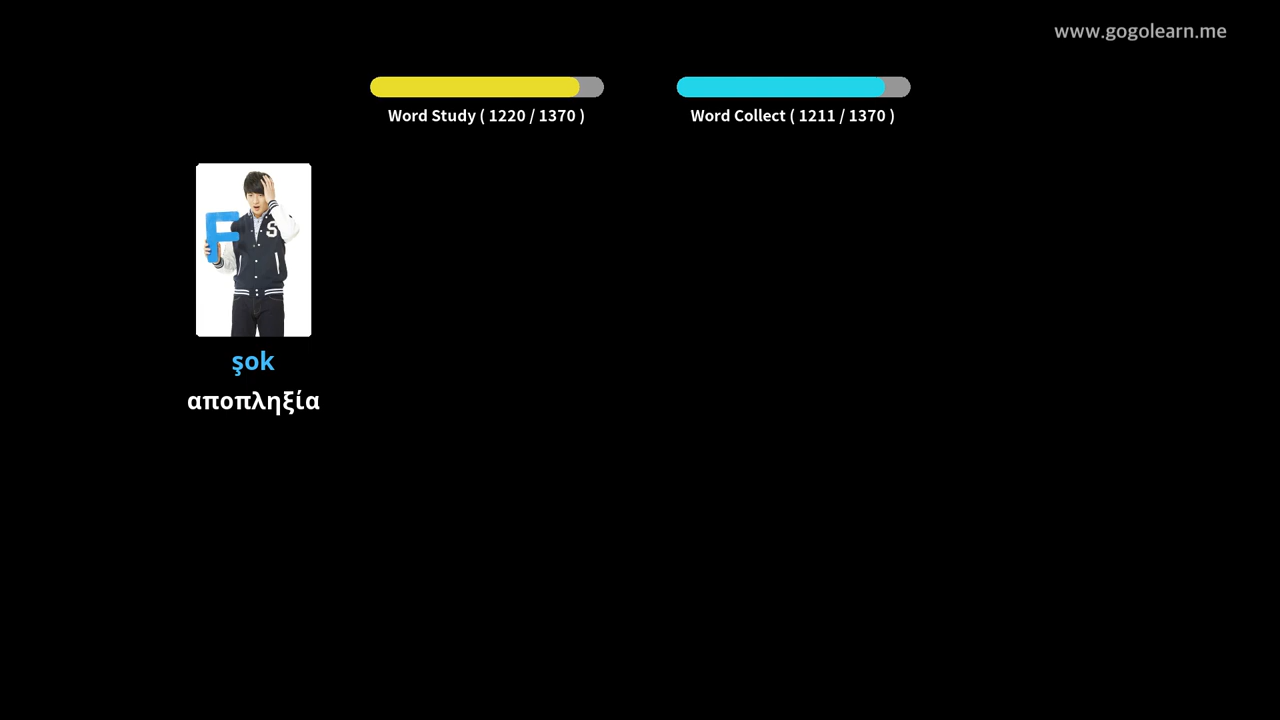 www.gogolearn.me
Word Study ( 1220 / 1370 )
Word Collect ( 1211 / 1370 )
F
S
şok
αποπληξία